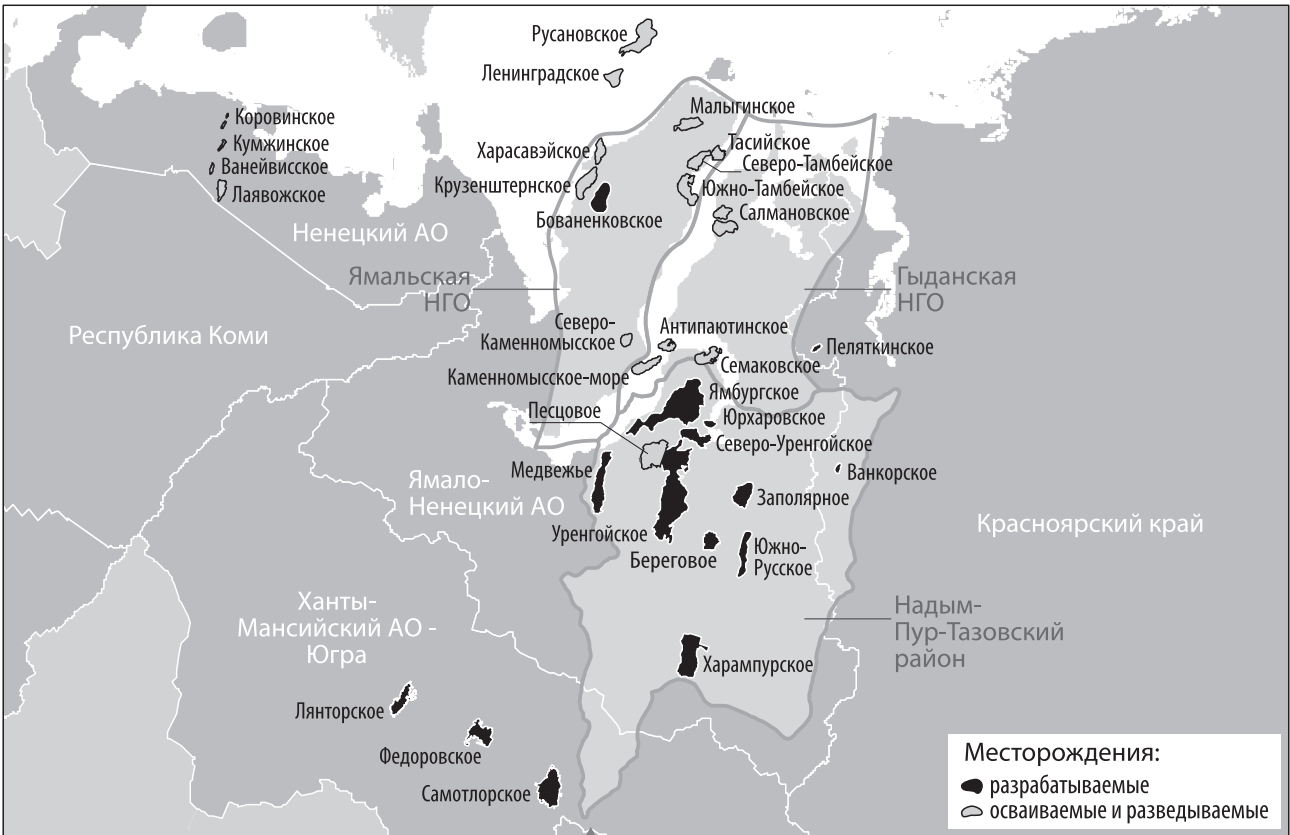 Русановское
Ленинградское
Малыгинское
Коровинское
Кумжинское
Ванейвисское
Лаявожское
Харасавэйское
Тасийское
Северо-Тамбейское
Крузенштернское
Южно-Тамбейское
Бованенковское
Салмановское
Ненецкий АО
Ямальская
НГО
Гыданская
НГО
Республика Коми
Северо-
Каменномысское
Антипаютинское
Пеляткинское
Семаковское
Каменномысское-море
Ямбургское
Песцовое
Юрхаровское
Северо-Уренгойское
Медвежье
Ванкорское
Ямало-
Ненецкий АО
Заполярное
Красноярский край
Уренгойское
Береговое
Южно-
Русское
Ханты-
Мансийский АО -
Югра
Надым-
Пур-Тазовский
район
Харампурское
Лянторское
Федоровское
Самотлорское
Месторождения:
разрабатываемые
осваиваемые и разведываемые